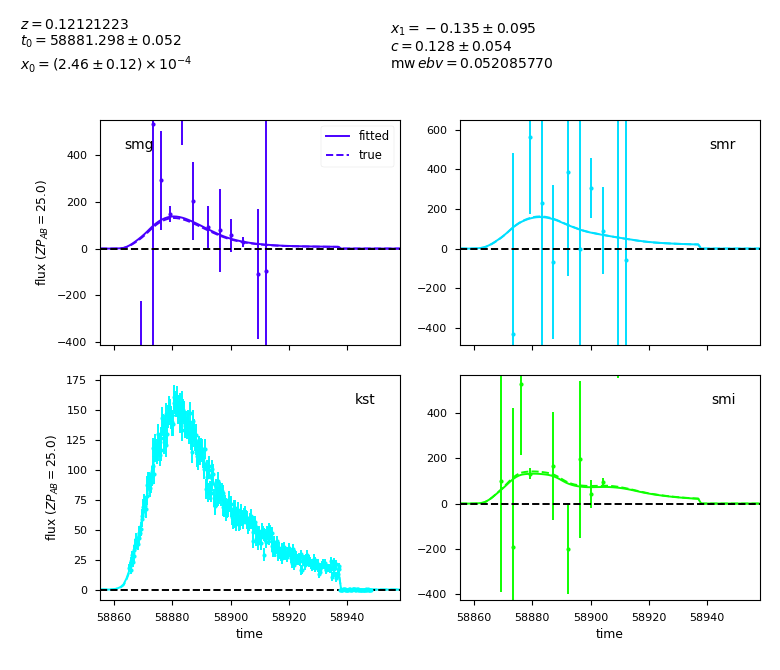 z = 0.12121223
t₀ = 58881.298 ± 0.052
x₀ = (2.46 ± 0.12) × 10⁻⁴
x₁ = −0.135 ± 0.095
c = 0.128 ± 0.054
mw ebv = 0.052085770
smg
fitted
true
400
200
0
−200
−400
flux (ZP_AB = 25.0)
smr
600
400
200
0
−200
−400
kst
175
150
125
100
75
50
25
0
flux (ZP_AB = 25.0)
58860 58880 58900 58920 58940
time
smi
400
200
0
−200
−400
58860 58880 58900 58920 58940
time